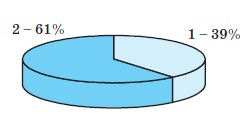 2 – 61%
1 – 39%